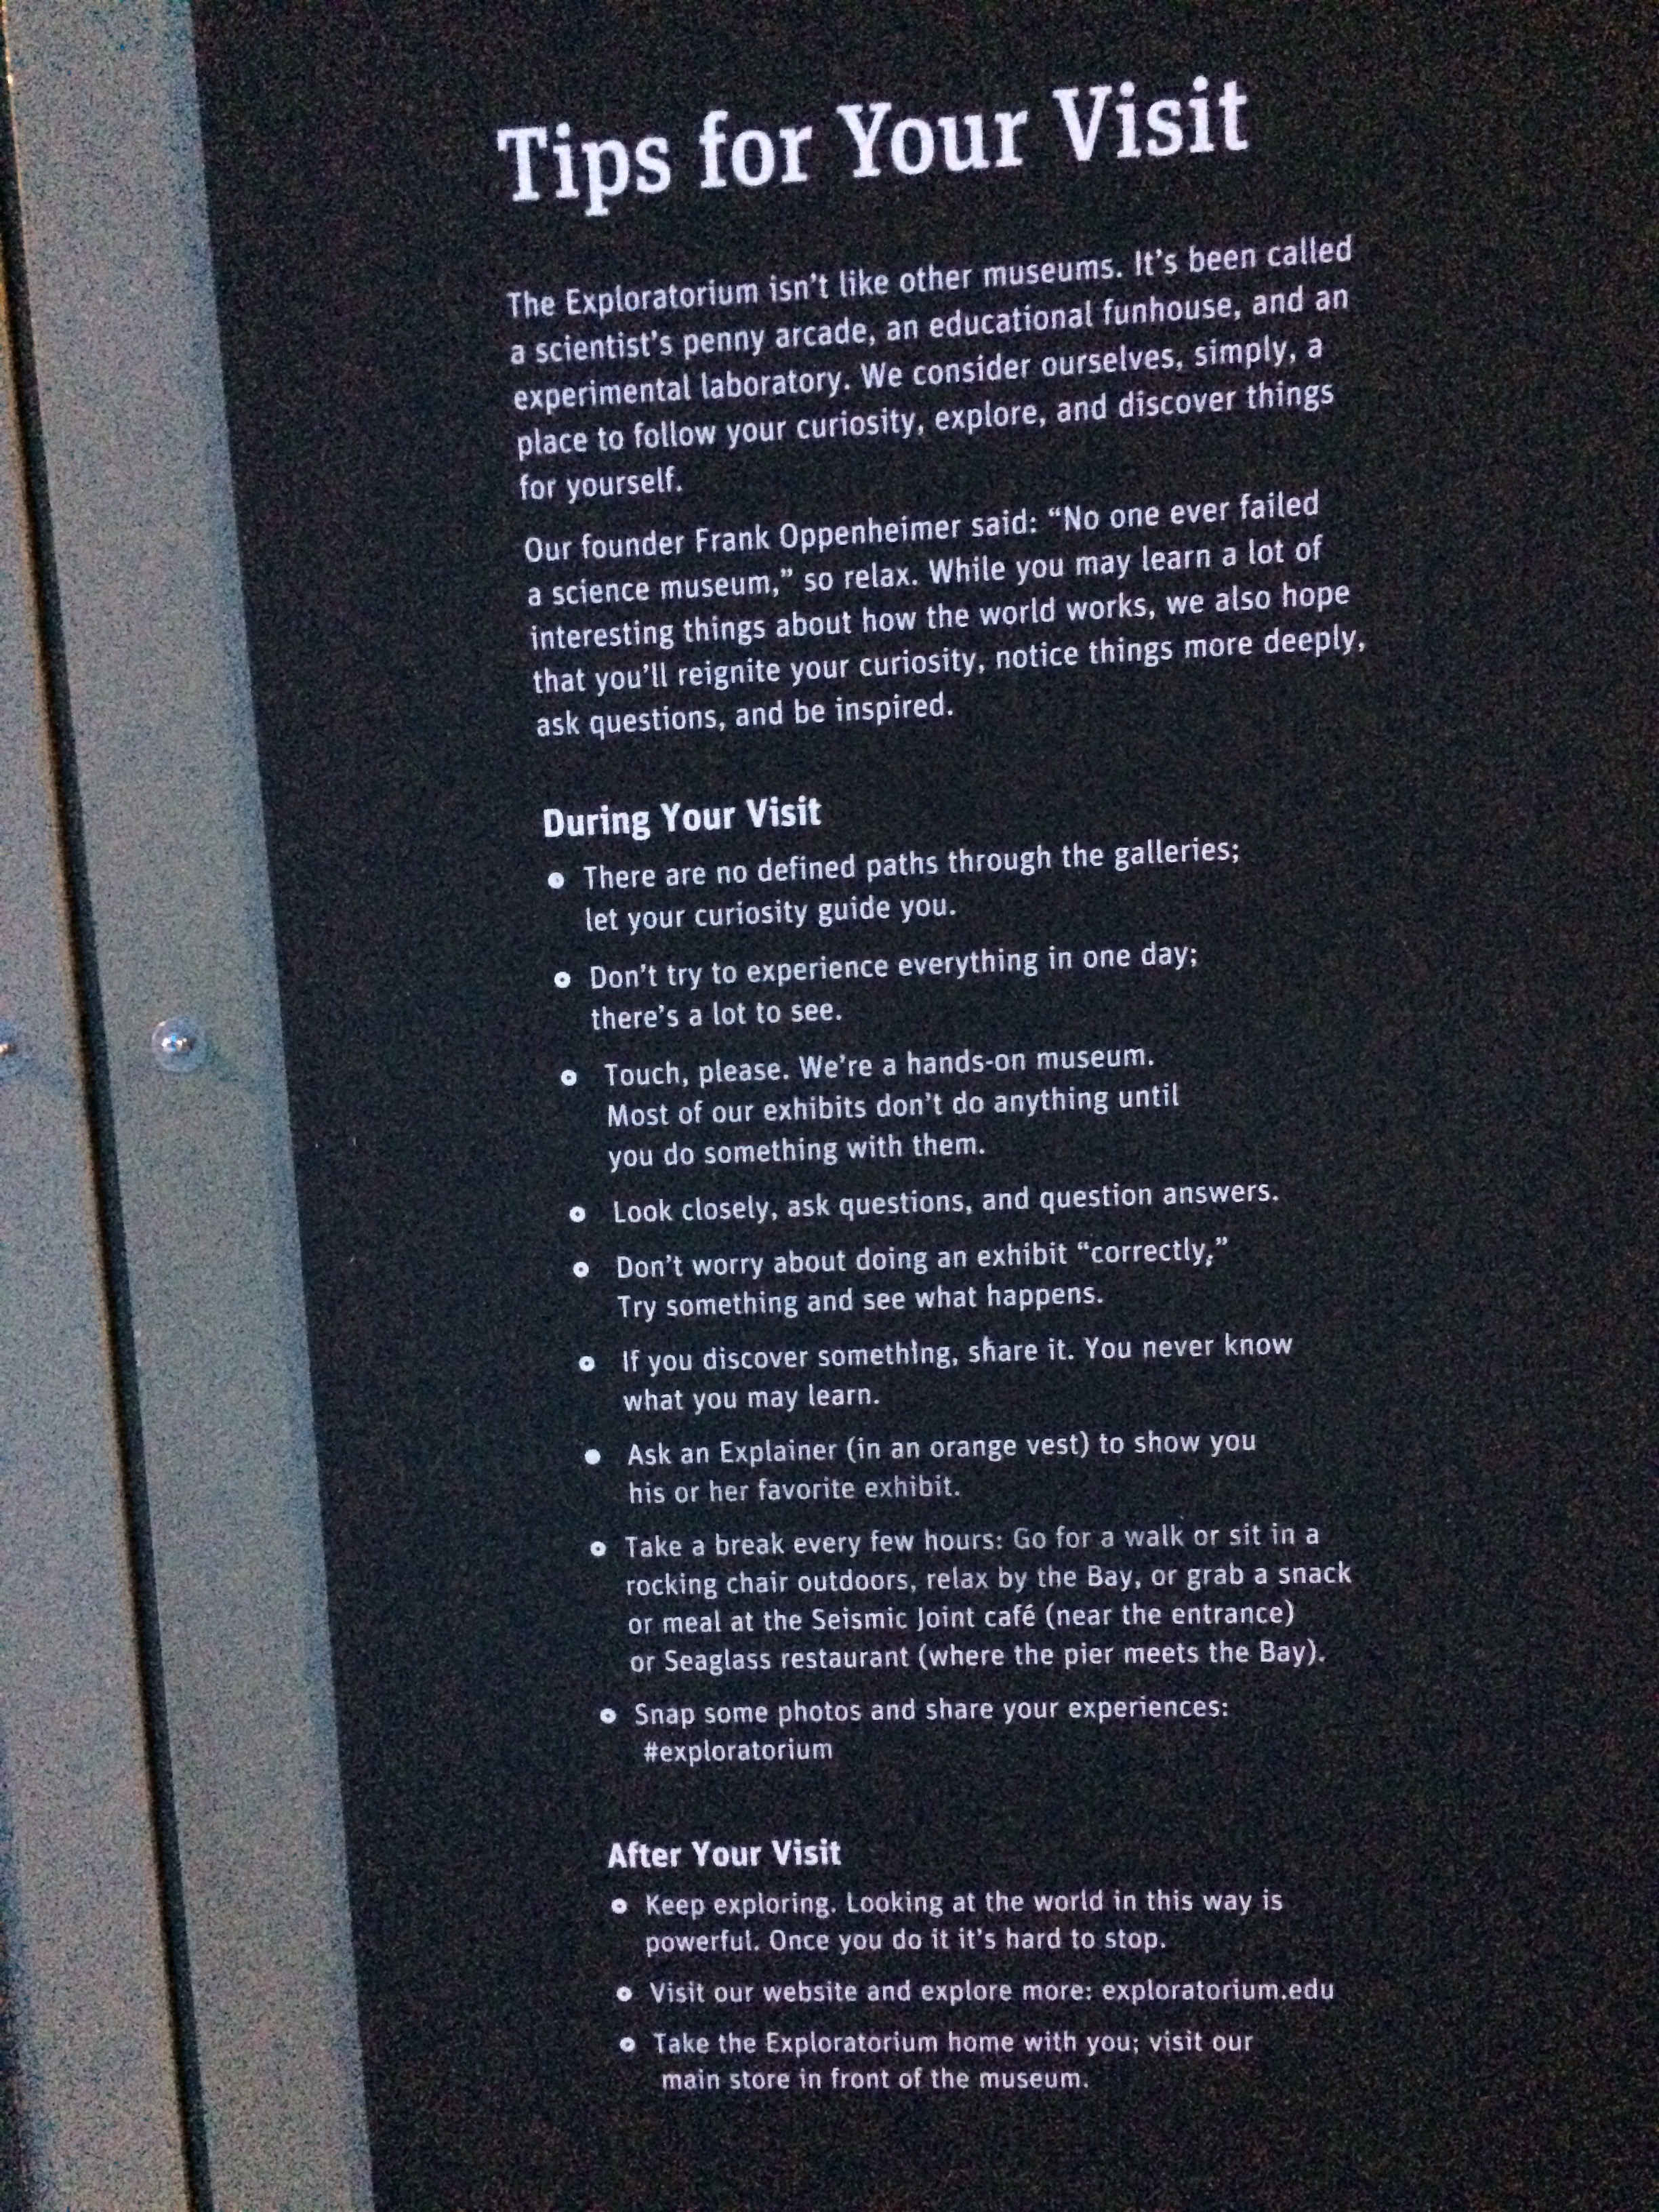 Tips for Your Visit
The Exploratorium isn't like other museums. It's been called
a scientist's penny arcade, an educational funhouse, and an
experimental laboratory. We consider ourselves, simply, a
place to follow your curiosity, explore, and discover things
for yourself.
Our founder Frank Oppenheimer said: “No one ever failed
a science museum,” so relax. While you may learn a lot of
interesting things about how the world works, we also hope
that you'll reignite your curiosity, notice things more deeply,
ask questions, and be inspired.
During Your Visit
There are no defined paths through the galleries;
let your curiosity guide you.
Don't try to experience everything in one day;
there's a lot to see.
Touch, please. We're a hands-on museum.
Most of our exhibits don't do anything until
you do something with them.
Look closely, ask questions, and question answers.
Don't worry about doing an exhibit “correctly,”
Try something and see what happens.
If you discover something, share it. You never know
what you may learn.
Ask an Explainer (in an orange vest) to show you
his or her favorite exhibit.
Take a break every few hours: Go for a walk or sit in a
rocking chair outdoors, relax by the Bay, or grab a snack
or meal at the Seismic Joint café (near the entrance)
or Seaglass restaurant (where the pier meets the Bay).
Snap some photos and share your experiences:
#exploratorium
After Your Visit
Keep exploring. Looking at the world in this way is
powerful. Once you do it it's hard to stop.
Visit our website and explore more: exploratorium.edu
Take the Exploratorium home with you; visit our
main store in front of the museum.